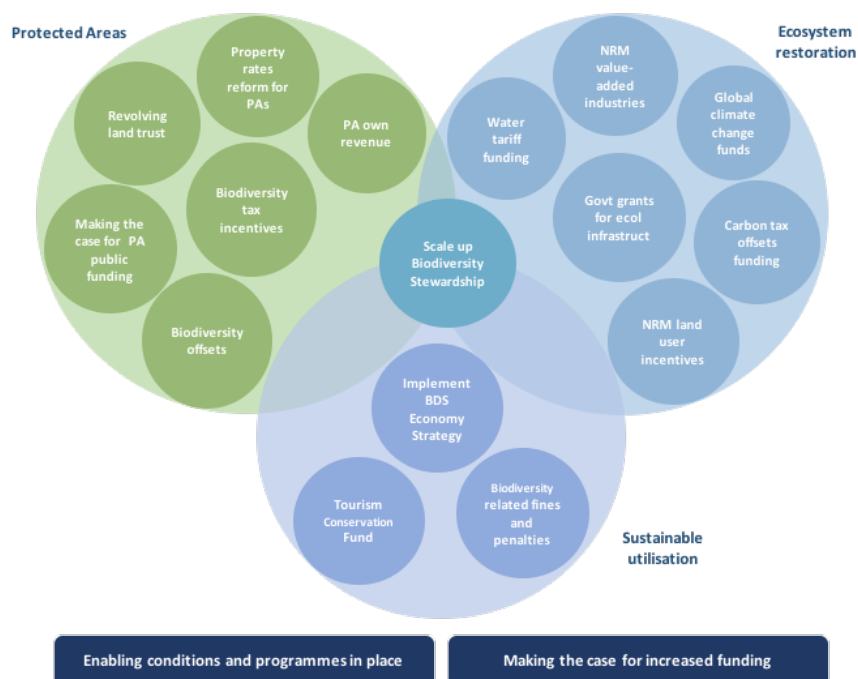 Protected Areas
Property
rates
reform for
PAs
Revolving
land trust
PA own
revenue
Biodiversity
tax
incentives
Making the
case for PA
public
funding
Biodiversity
offsets
Ecosystem
restoration
NRM
value-
added
industries
Global
climate
change
funds
Water
tariff
funding
Govt grants
for ecol
infrastruct
Carbon tax
offsets
funding
NRM land
user
incentives
Scale up
Biodiversity
Stewardship
Implement
BDS
Economy
Strategy
Tourism
Conservation
Fund
Biodiversity
related fines
and
penalties
Sustainable
utilisation
Enabling conditions and programmes in place
Making the case for increased funding